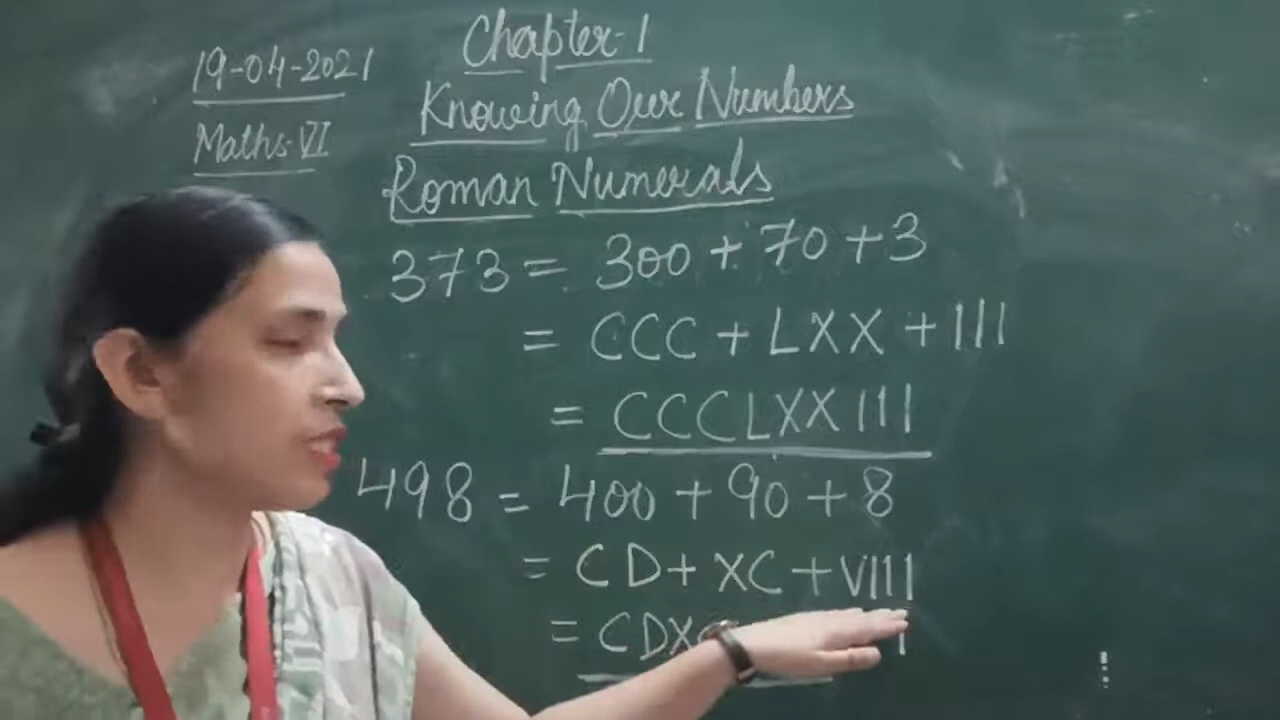 19-04-2021
Maths-VI
Chapter-1
Knowing Our Numbers
Roman Numerals
373 = 300 + 70 + 3
= CCC + LXX + III
= CCCLXXIII
498 = 400 + 90 + 8
= CD + XC + VIII
= CDX